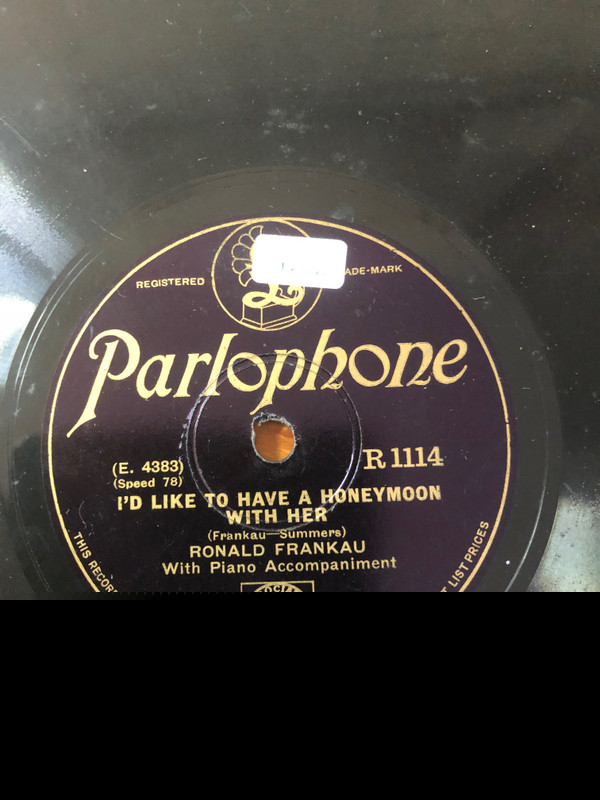 REGISTERED ADE-MARK
Parlophone
(E. 4383) R 1114
(Speed 78)
I'D LIKE TO HAVE A HONEYMOON
WITH HER
(Frankau—Summers)
RONALD FRANKAU
With Piano Accompaniment
THIS RECOR
T LIST PRICES